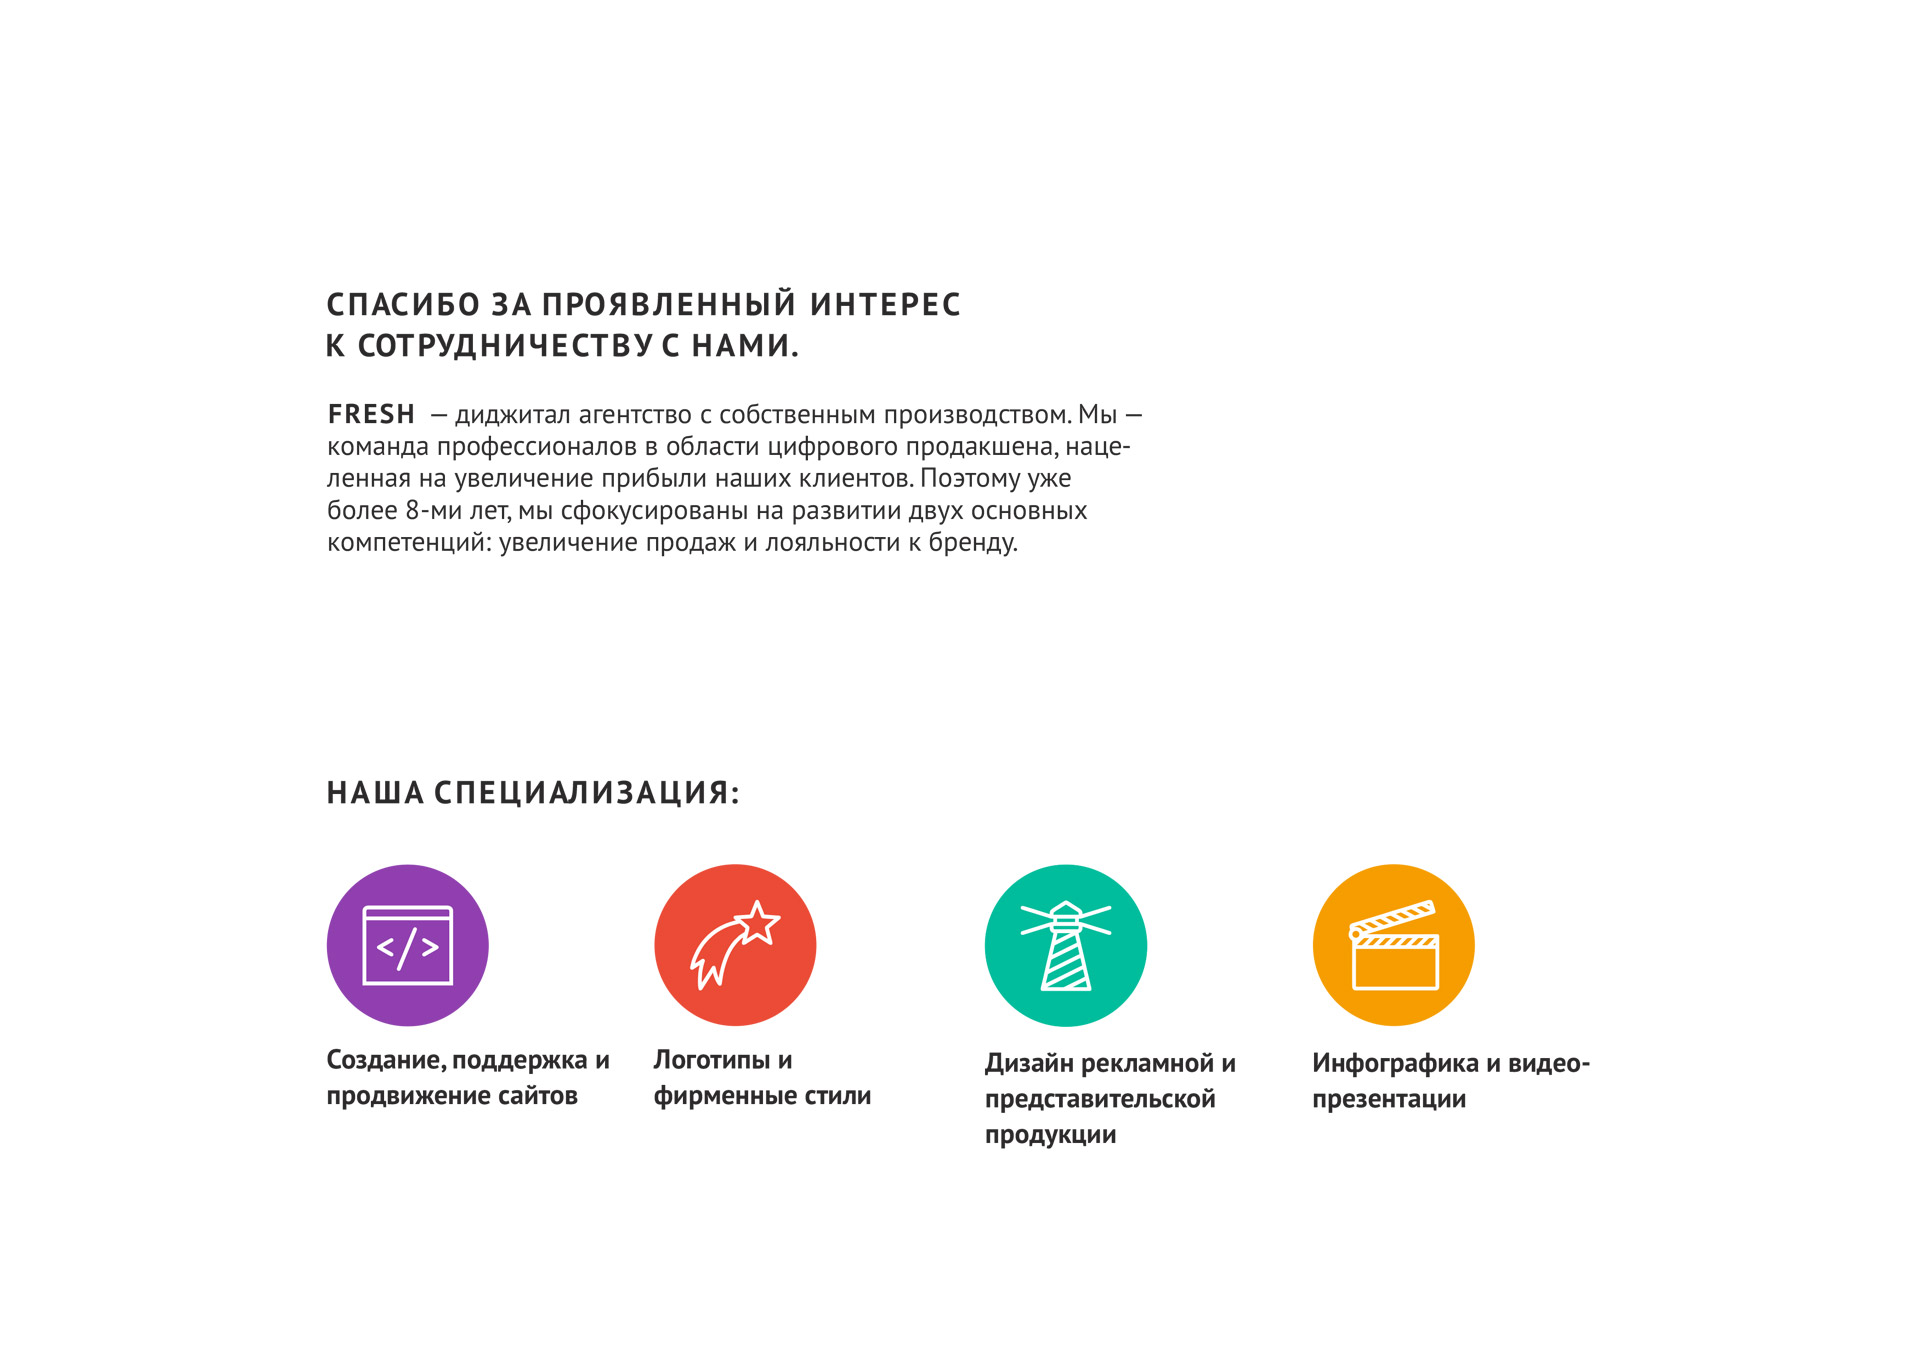 СПАСИБО ЗА ПРОЯВЛЕННЫЙ ИНТЕРЕС
К СОТРУДНИЧЕСТВУ С НАМИ.
FRESH — диджитал агентство с собственным производством. Мы —
команда профессионалов в области цифрового продакшена, наце-
ленная на увеличение прибыли наших клиентов. Поэтому уже
более 8-ми лет, мы сфокусированы на развитии двух основных
компетенций: увеличение продаж и лояльности к бренду.
НАША СПЕЦИАЛИЗАЦИЯ:
</>
Создание, поддержка и
продвижение сайтов
Логотипы и
фирменные стили
Дизайн рекламной и
представительской
продукции
Инфографика и видео-
презентации